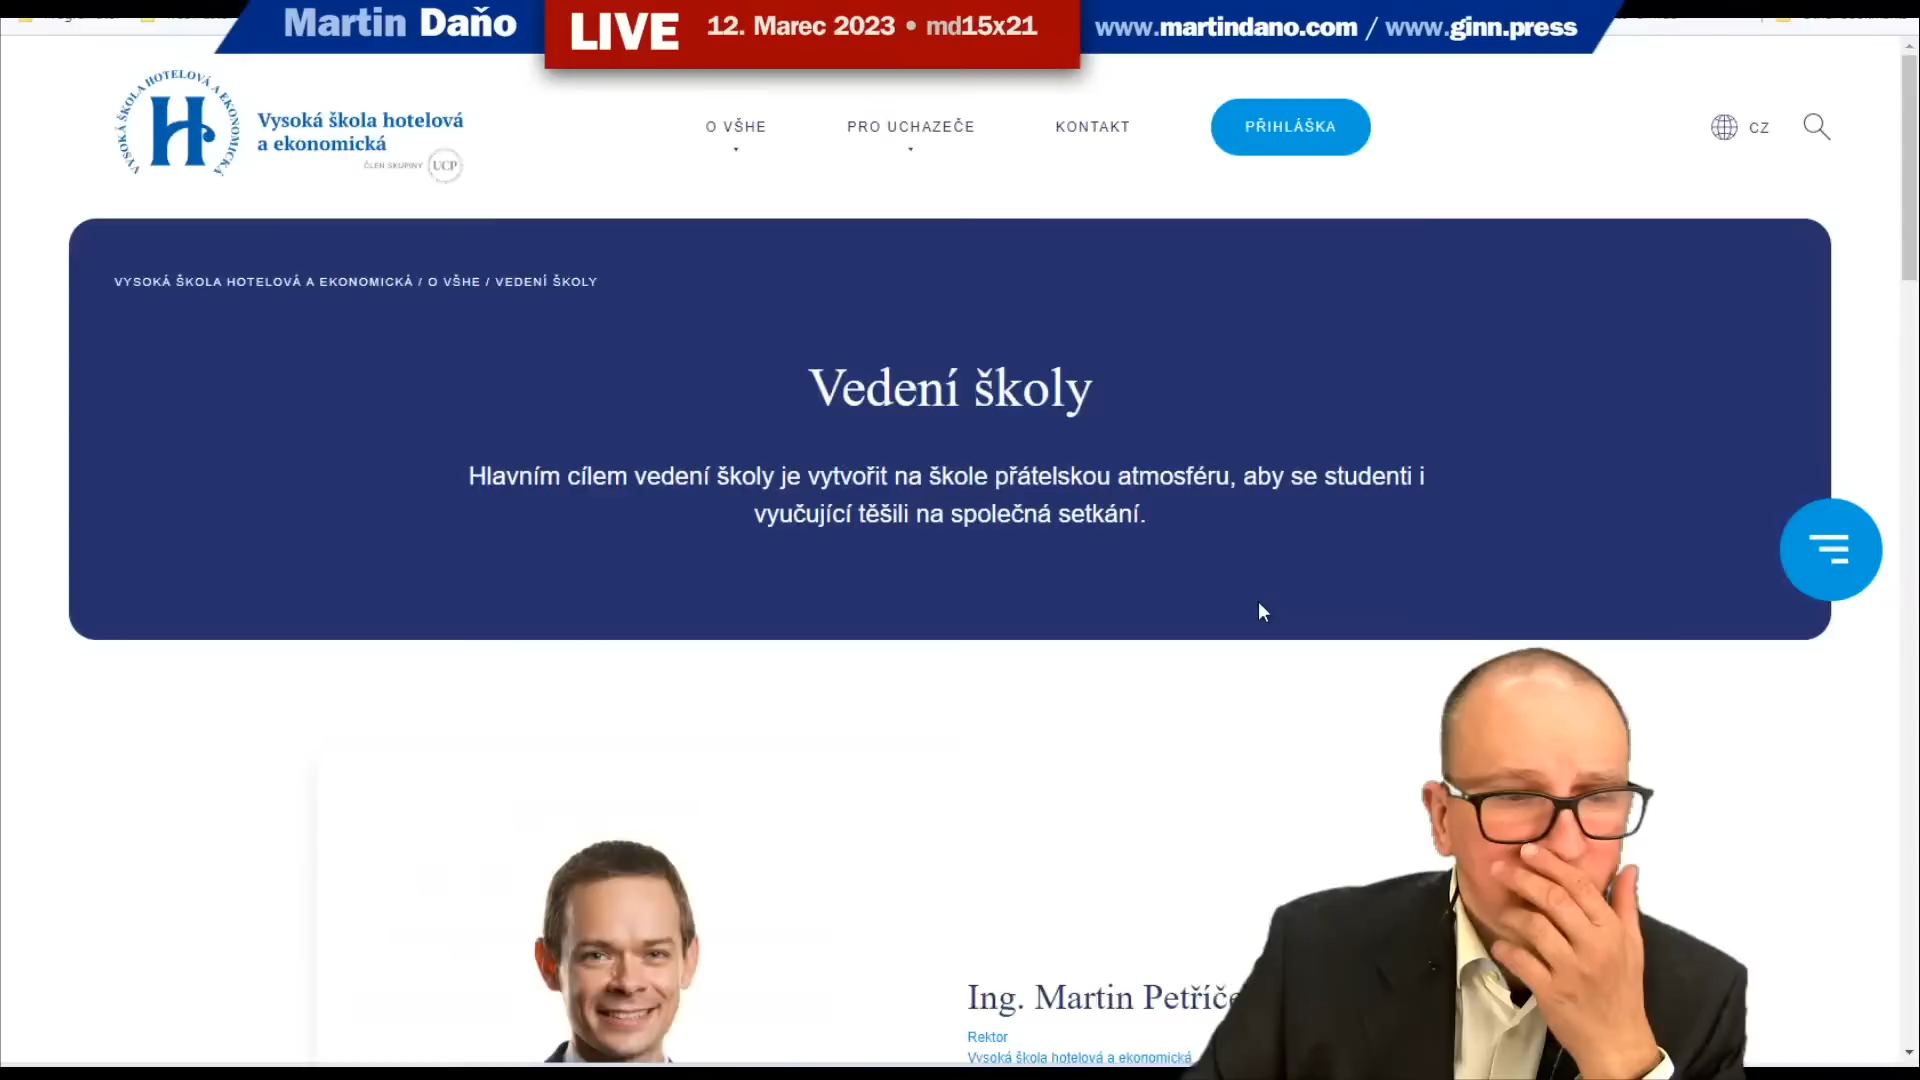 Martin Daňo
LIVE
12. Marec 2023 • md15x21
www.martindano.com / www.ginn.press
VYSOKÁ ŠKOLA HOTELOVÁ A EKONOMICKÁ
Vysoká škola hotelová
a ekonomická
ČLEN SKUPINY UCP
O VŠHE
PRO UCHAZEČE
KONTAKT
PŘIHLÁŠKA
CZ
VYSOKÁ ŠKOLA HOTELOVÁ A EKONOMICKÁ / O VŠHE / VEDENÍ ŠKOLY
Vedení školy
Hlavním cílem vedení školy je vytvořit na škole přátelskou atmosféru, aby se studenti i
vyučující těšili na společná setkání.
Ing. Martin
Rektor
Vysoká škola hotelová a ekonomická